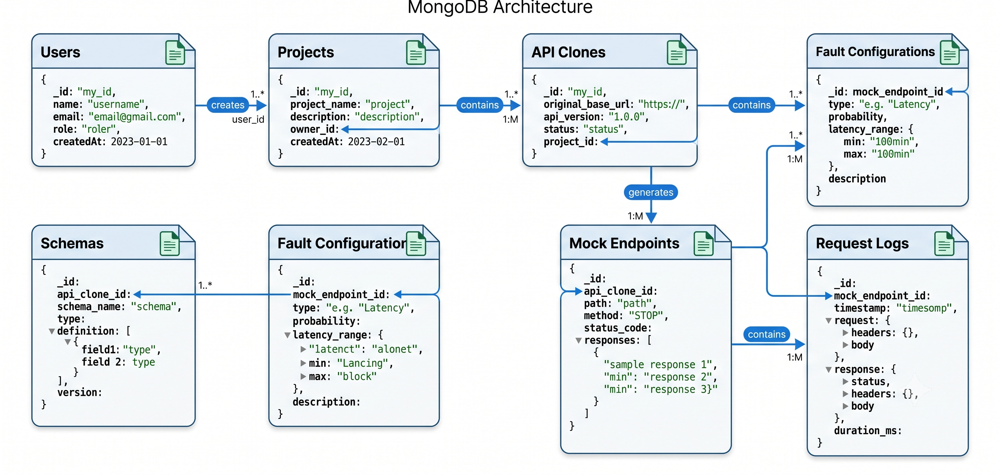 MongoDB Architecture
Users
{
_id: "my_id,
name: "username",
email: "email@gmail.com",
role: "roler",
createdAt: 2023-01-01
}
creates
1..*
user_id
Projects
{
_id: ":my_id,
project_name: "project",
description: "description",
owner_id:
createdAt: 2023-02-01
}
contains
1..*
1:M
API Clones
{
_id: "my_id,
original_base_url: "https://",
api_version: "1.0.0",
status: "status",
project_id:
}
contains
1..*
1..*
1:M
Fault Configurations
{
_id: mock_endpoint_id
type: "e.g. "Latency",
probability,
latency_range: {
min: "100min",
max: "100min"
},
description
}
generates
1:M
Schemas
{
_id:
api_clone_id:
schema_name: "schema",
type:
definition: [
{
field1: "type",
field 2: type
}
],
version:
}
1..*
Fault Configuration
{
_id:
mock_endpoint_id:
type: "e.g. "Latency",
probability:
latency_range: {
"1atenct": "alonet",
min: "Lancing",
max: "block"
},
description:
}
Mock Endpoints
{
_id:
api_clone_id:
path: "path",
method: "STOP",
status_code:
responses: [
{
"sample response 1",
"min": "response 2",
"min": "response 3}"
}
]
}
contains
1:M
Request Logs
{
_id:
mock_endpoint_id:
timestamp: "timesomp",
request: {
headers: {},
body
},
response: {
status,
headers: {},
body
},
duration_ms:
}